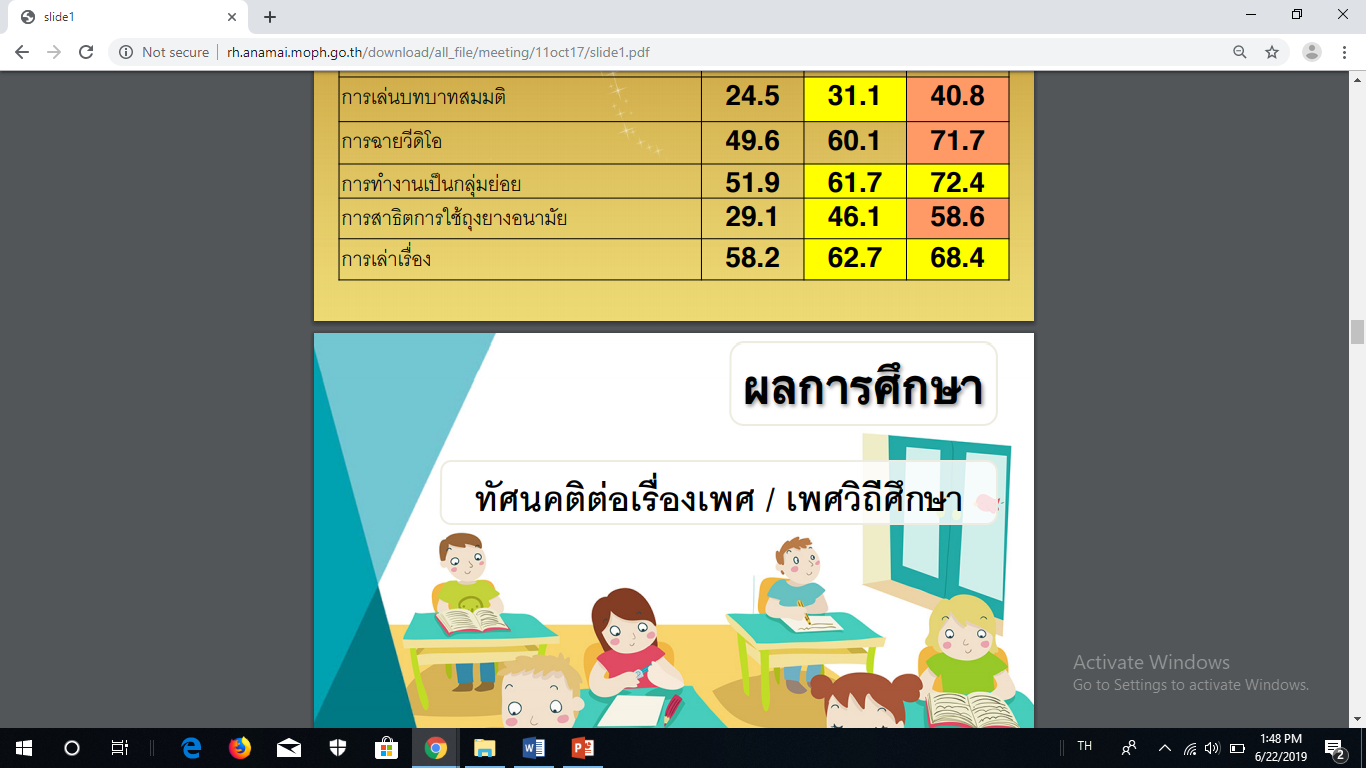 slide1
Not secure
rh.anamai.moph.go.th/download/all_file/meeting/11oct17/slide1.pdf
การเล่นบทบาทสมมติ 24.5 31.1 40.8
การฉายวีดิโอ 49.6 60.1 71.7
การทำงานเป็นกลุ่มย่อย 51.9 61.7 72.4
การสาธิตการใช้ถุงยางอนามัย 29.1 46.1 58.6
การเล่าเรื่อง 58.2 62.7 68.4
ผลการศึกษา
ทัศนคติต่อเรื่องเพศ / เพศวิถีศึกษา
Activate Windows
Go to Settings to activate Windows.
TH
1:48 PM
6/22/2019
2